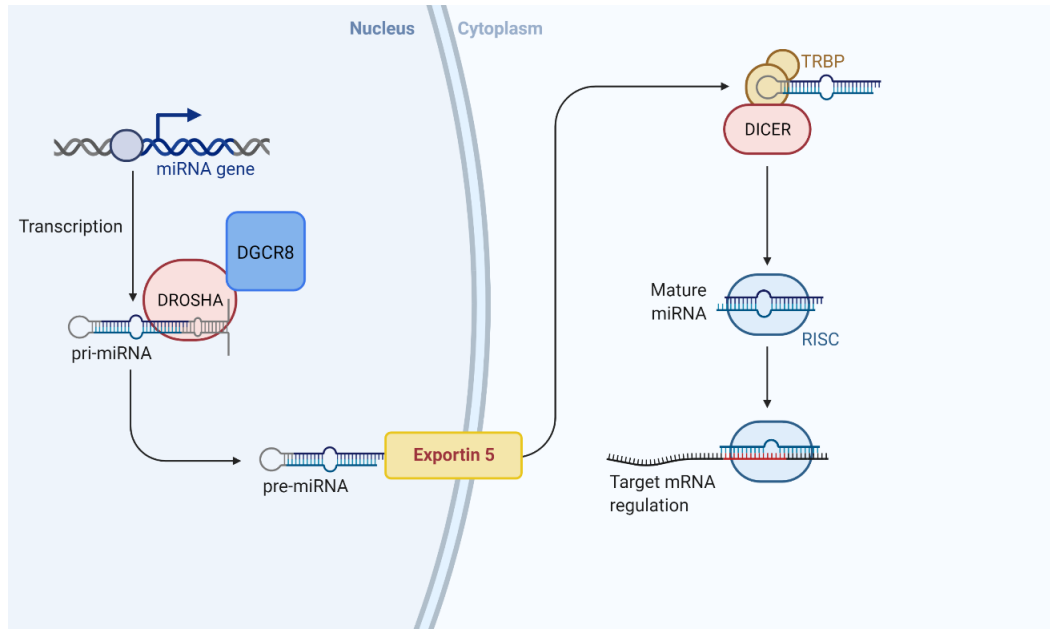 Nucleus
Cytoplasm
miRNA gene
Transcription
DGCR8
DROSHA
pri-miRNA
pre-miRNA
Exportin 5
TRBP
DICER
Mature
miRNA
RISC
Target mRNA
regulation